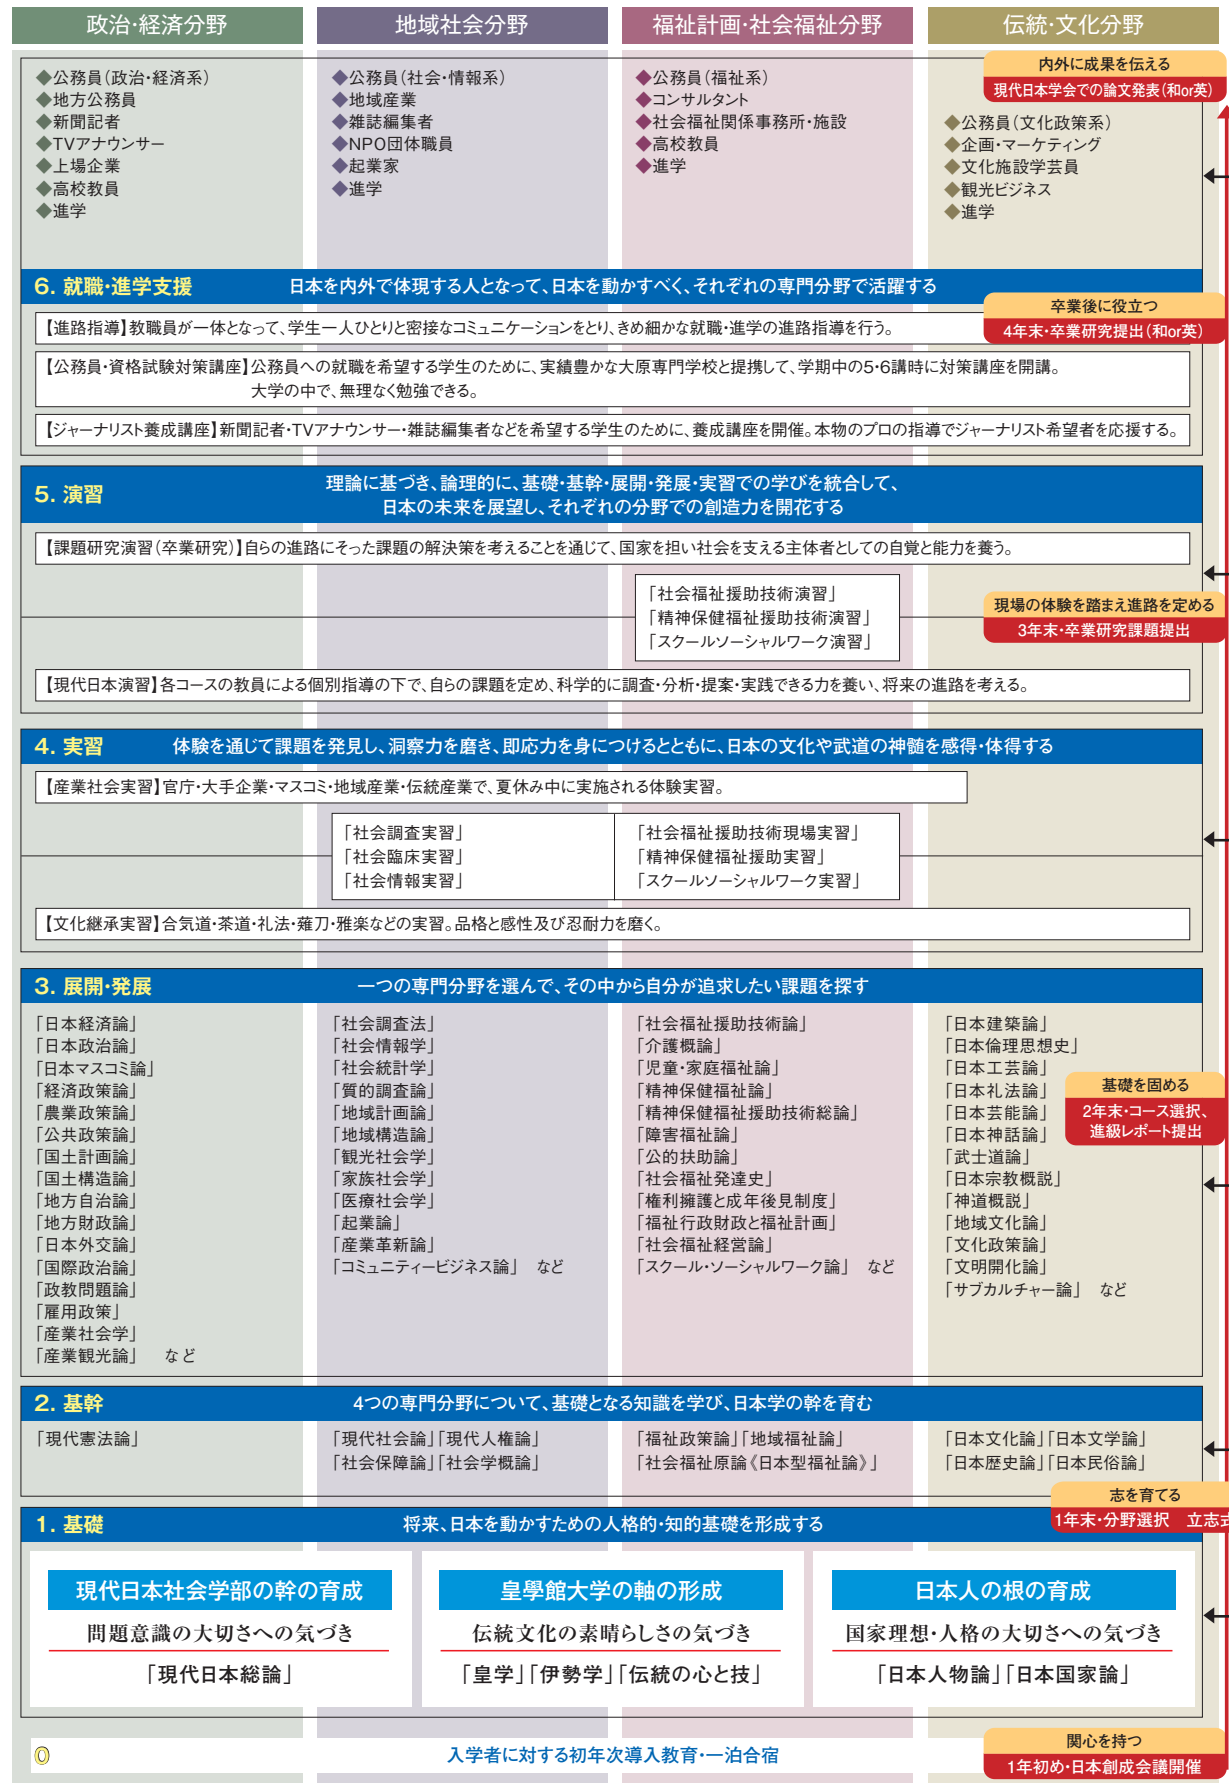 政治・経済分野
地域社会分野
福祉計画・社会福祉分野
伝統・文化分野
◆公務員(政治・経済系)
◆地方公務員
◆新聞記者
◆TVアナウンサー
◆上場企業
◆高校教員
◆進学
◆公務員(社会・情報系)
◆地域産業
◆雑誌編集者
◆NPO団体職員
◆起業家
◆進学
◆公務員(福祉系)
◆コンサルタント
◆社会福祉関係事務所・施設
◆高校教員
◆進学
内外に成果を伝える
現代日本学会での論文発表(和or英)
◆公務員(文化政策系)
◆企画・マーケティング
◆文化施設学芸員
◆観光ビジネス
◆進学
6. 就職・進学支援
日本を内外で体現する人となって、日本を動かすべく、それぞれの専門分野で活躍する
卒業後に役立つ
4年末・卒業研究提出(和or英)
【進路指導】教職員が一体となって、学生一人ひとりと密接なコミュニケーションをとり、きめ細かな就職・進学の進路指導を行う。
【公務員・資格試験対策講座】公務員への就職を希望する学生のために、実績豊かな大原専門学校と提携して、学期中の5・6講時に対策講座を開講。
大学の中で、無理なく勉強できる。
【ジャーナリスト養成講座】新聞記者・TVアナウンサー・雑誌編集者などを希望する学生のために、養成講座を開催。本物のプロの指導でジャーナリスト希望者を応援する。
5. 演習
理論に基づき、論理的に、基礎・基幹・展開・発展・実習での学びを統合して、
日本の未来を展望し、それぞれの分野での創造力を開花する
【課題研究演習(卒業研究)】自らの進路にそった課題の解決策を考えることを通じて、国家を担い社会を支える主体者としての自覚と能力を養う。
「社会福祉援助技術演習」
「精神保健福祉援助技術演習」
「スクールソーシャルワーク演習」
現場の体験を踏まえ進路を定める
3年末・卒業研究課題提出
【現代日本演習】各コースの教員による個別指導の下で、自らの課題を定め、科学的に調査・分析・提案・実践できる力を養い、将来の進路を考える。
4. 実習
体験を通じて課題を発見し、洞察力を磨き、即応力を身につけるとともに、日本の文化や武道の神髄を感得・体得する
【産業社会実習】官庁・大手企業・マスコミ・地域産業・伝統産業で、夏休み中に実施される体験実習。
「社会調査実習」
「社会臨床実習」
「社会情報実習」
「社会福祉援助技術現場実習」
「精神保健福祉援助実習」
「スクールソーシャルワーク実習」
【文化継承実習】合気道・茶道・礼法・薙刀・雅楽などの実習。品格と感性及び忍耐力を磨く。
3. 展開・発展
一つの専門分野を選んで、その中から自分が追求したい課題を探す
「日本経済論」
「日本政治論」
「日本マスコミ論」
「経済政策論」
「農業政策論」
「公共政策論」
「国土計画論」
「国土構造論」
「地方自治論」
「地方財政論」
「日本外交論」
「国際政治論」
「政教問題論」
「雇用政策」
「産業社会学」
「産業観光論」 など
「社会調査法」
「社会情報学」
「社会統計学」
「質的調査論」
「地域計画論」
「地域構造論」
「観光社会学」
「家族社会学」
「医療社会学」
「起業論」
「産業革新論」
「コミュニティービジネス論」 など
「社会福祉援助技術論」
「介護概論」
「児童・家庭福祉論」
「精神保健福祉論」
「精神保健福祉援助技術総論」
「障害福祉論」
「公的扶助論」
「社会福祉発達史」
「権利擁護と成年後見制度」
「福祉行政財政と福祉計画」
「社会福祉経営論」
「スクール・ソーシャルワーク論」 など
「日本建築論」
「日本倫理思想史」
「日本工芸論」
「日本礼法論」
「日本芸能論」
「日本神話論」
「武士道論」
「日本宗教概説」
「神道概説」
「地域文化論」
「文化政策論」
「文明開化論」
「サブカルチャー論」 など
基礎を固める
2年末・コース選択、
進級レポート提出
2. 基幹
4つの専門分野について、基礎となる知識を学び、日本学の幹を育む
「現代憲法論」
「現代社会論」「現代人権論」
「社会保障論」「社会学概論」
「福祉政策論」「地域福祉論」
「社会福祉原論《日本型福祉論》」
「日本文化論」「日本文学論」
「日本歴史論」「日本民俗論」
志を育てる
1年末・分野選択 立志式
1. 基礎
将来、日本を動かすための人格的・知的基礎を形成する
現代日本社会学部の幹の育成
問題意識の大切さへの気づき
「現代日本総論」
皇學館大学の軸の形成
伝統文化の素晴らしさの気づき
「皇学」「伊勢学」「伝統の心と技」
日本人の根の育成
国家理想・人格の大切さへの気づき
「日本人物論」「日本国家論」
0
入学者に対する初年次導入教育・一泊合宿
関心を持つ
1年初め・日本創成会議開催